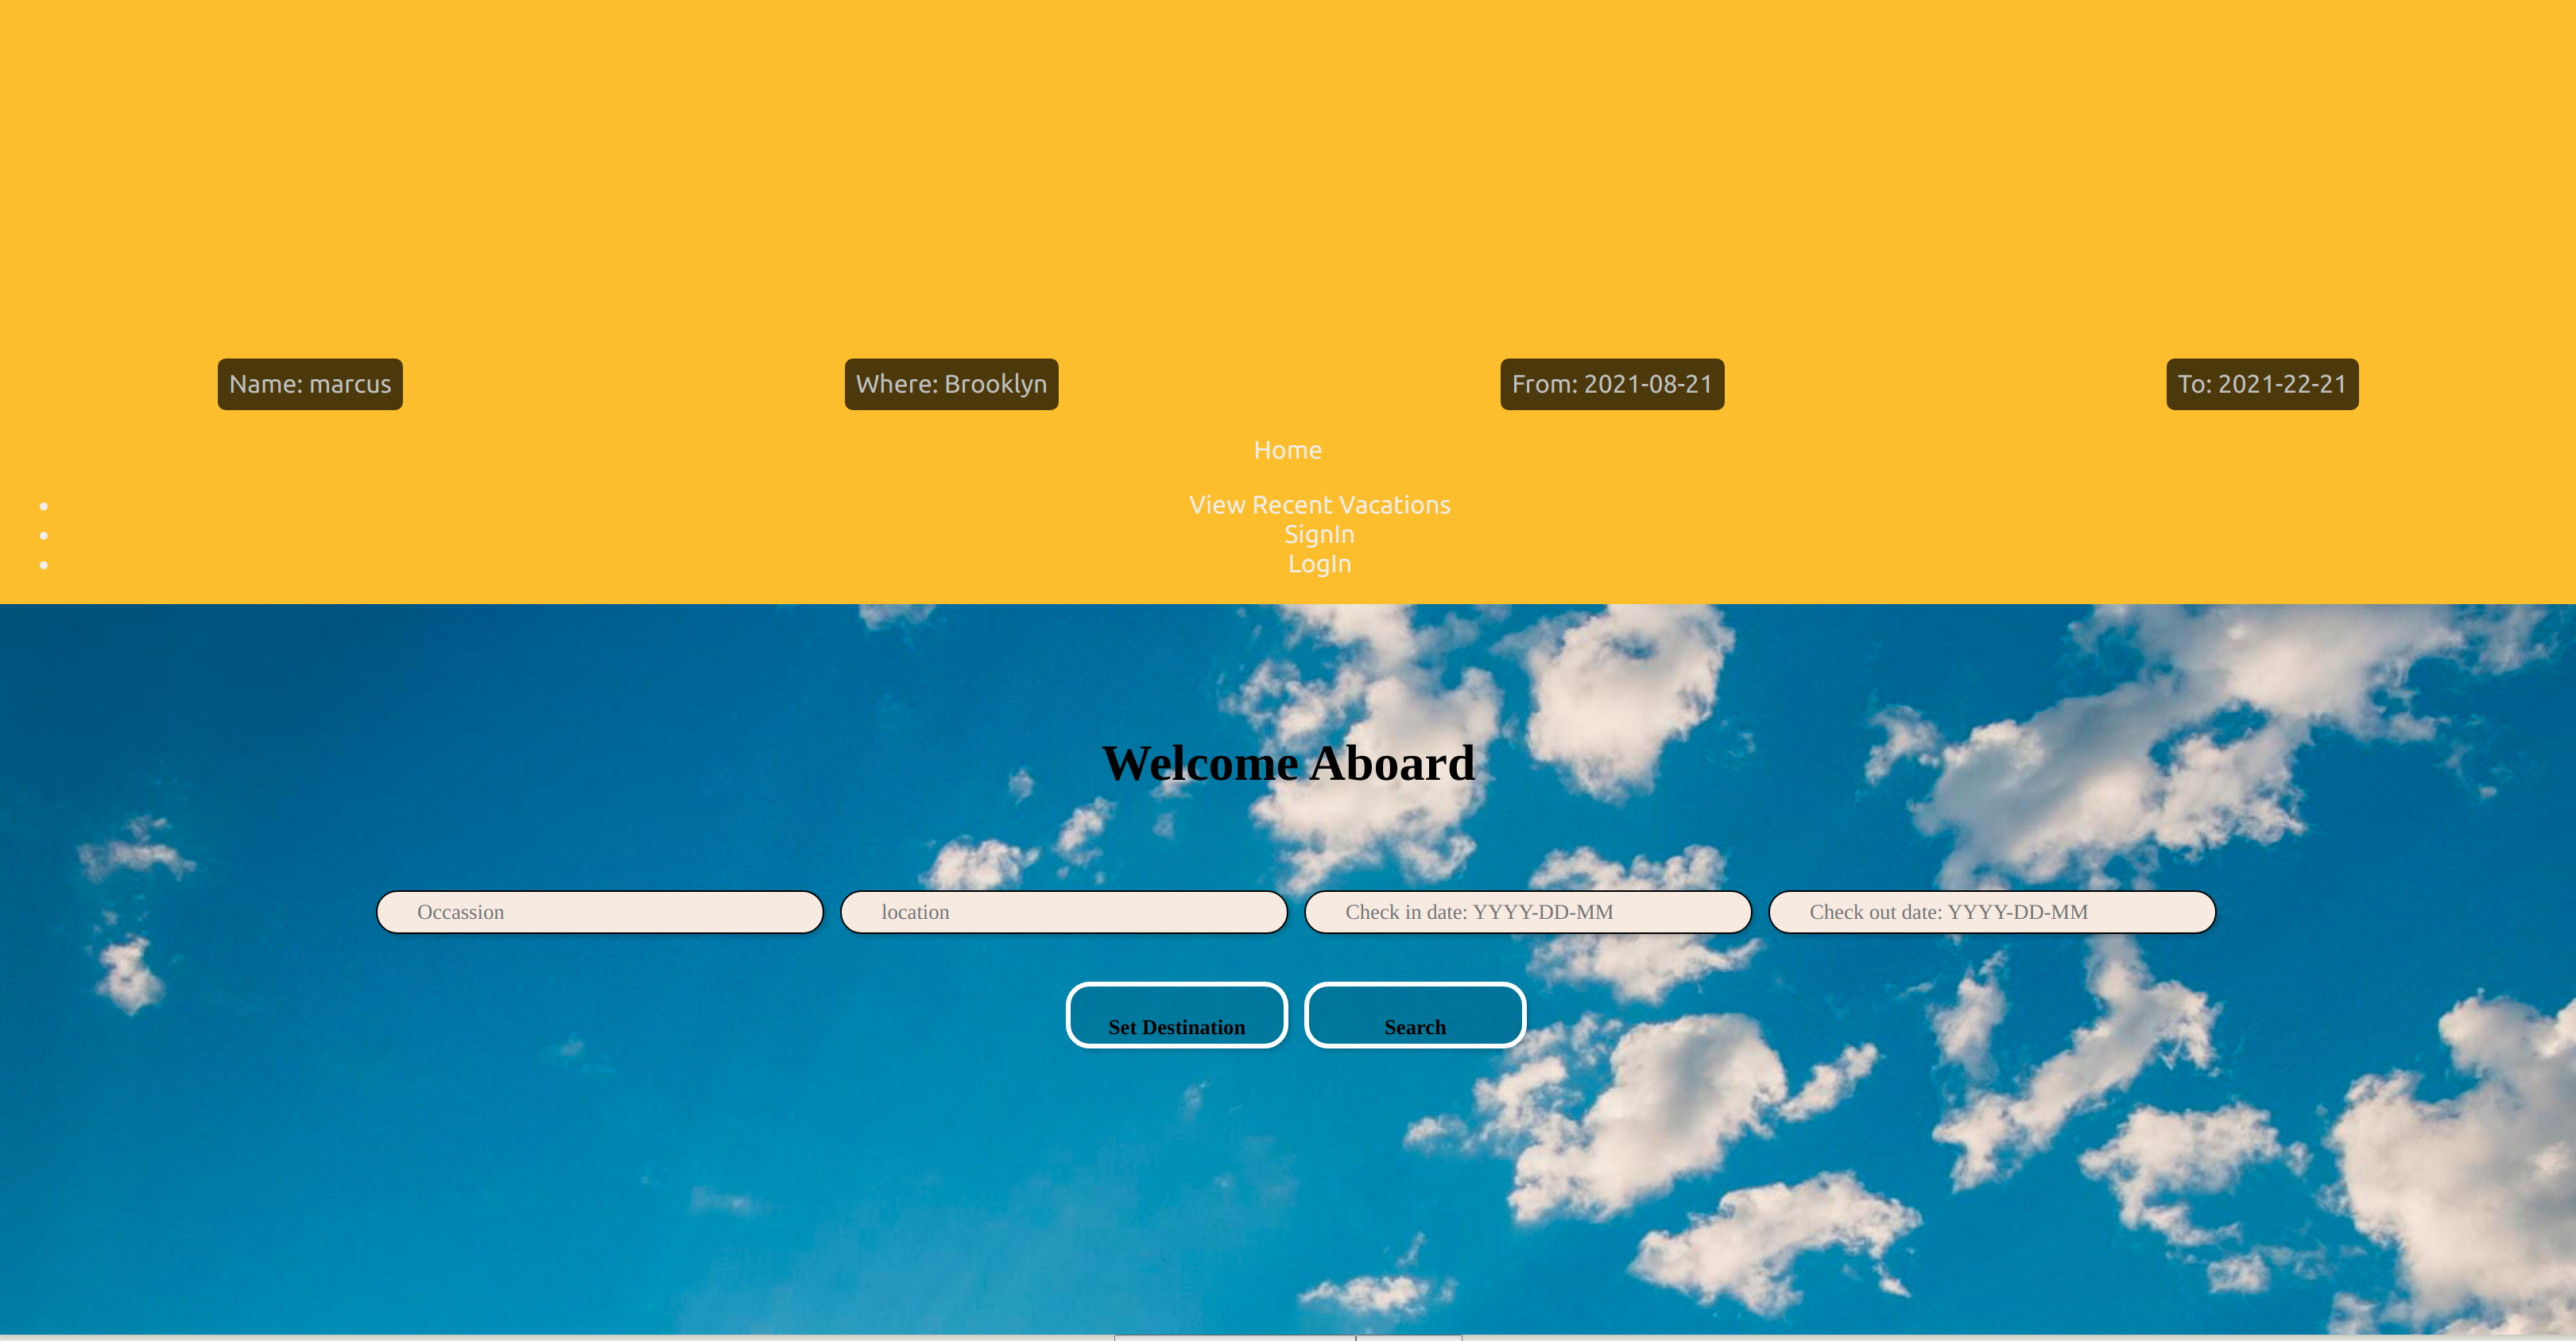 Name: marcus Where: Brooklyn From: 2021-08-21 To: 2021-22-21
Home
View Recent Vacations
SignIn
LogIn
Welcome Aboard
Occassion location Check in date: YYYY-DD-MM Check out date: YYYY-DD-MM
Set Destination Search